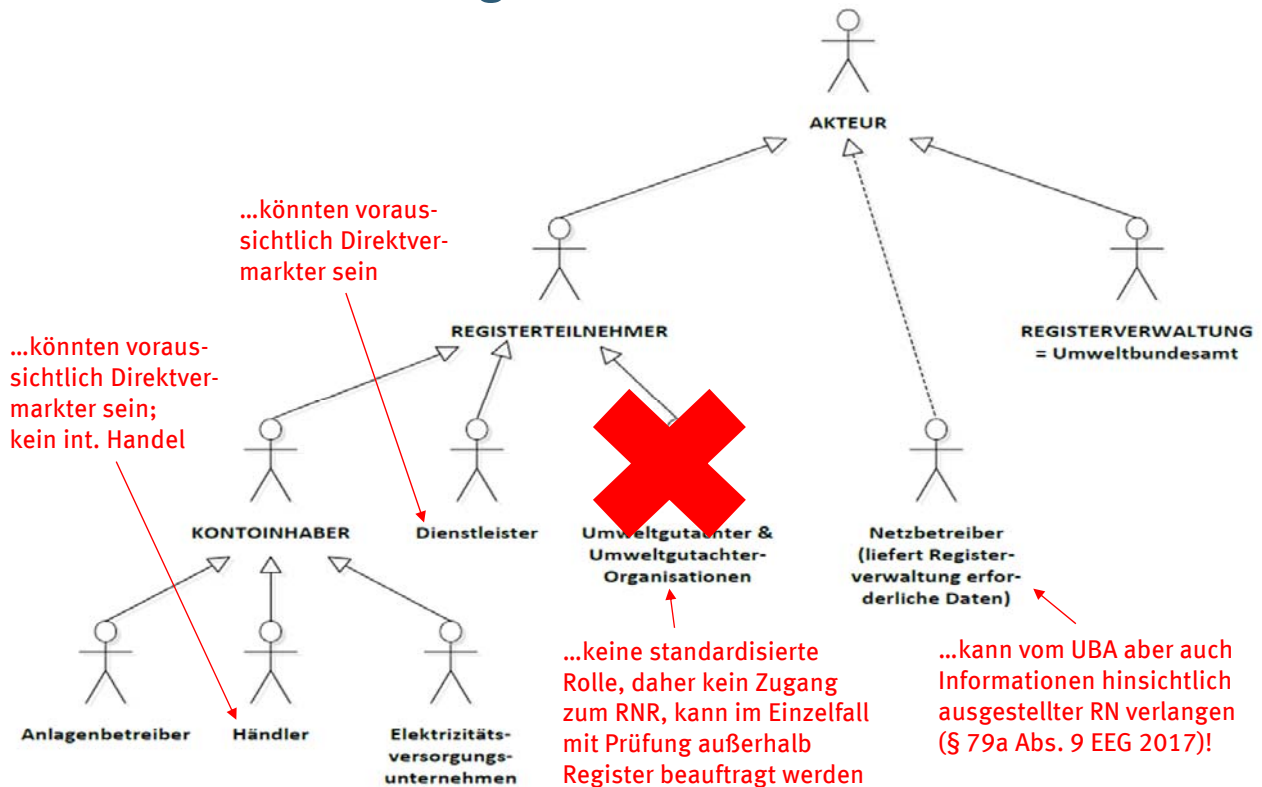 AKTEUR
…könnten voraus-
sichtlich Direktver-
markter sein
REGISTERTEILNEHMER
REGISTERVERWALTUNG
= Umweltbundesamt
…könnten voraus-
sichtlich Direktver-
markter sein;
kein int. Handel
KONTOINHABER
Dienstleister
Umweltgutachter &
Umweltgutachter-
Organisationen
Netzbetreiber
(liefert Register-
verwaltung erfor-
derliche Daten)
Anlagenbetreiber
Händler
Elektrizitäts-
versorgungs-
unternehmen
…keine standardisierte
Rolle, daher kein Zugang
zum RNR, kann im Einzelfall
mit Prüfung außerhalb
Register beauftragt werden
…kann vom UBA aber auch
Informationen hinsichtlich
ausgestellter RN verlangen
(§ 79a Abs. 9 EEG 2017)!